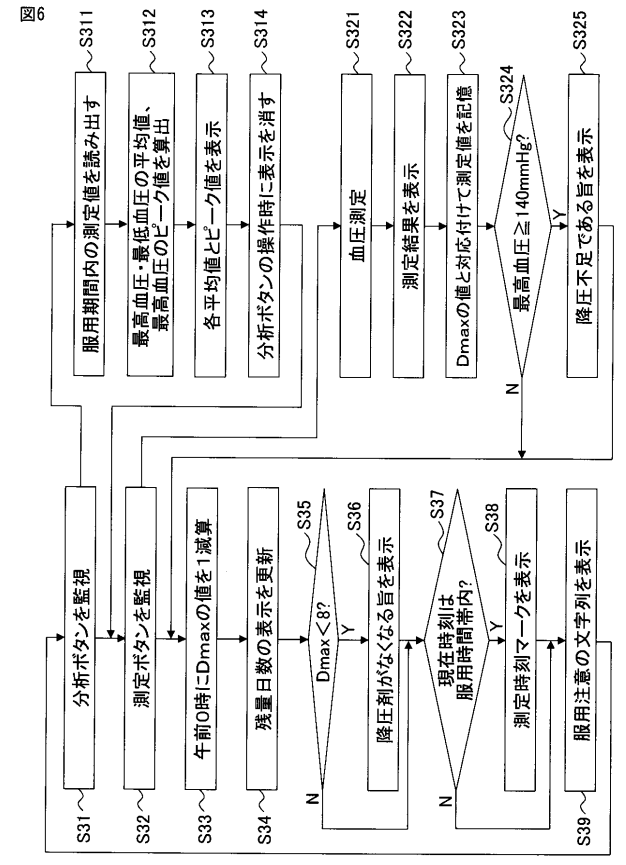 図6
S31
分析ボタンを監視
S32
測定ボタンを監視
S33
午前0時にDmaxの値を1減算
S34
残量日数の表示を更新
S35
Dmax＜8?
N
Y
S36
降圧剤がなくなる旨を表示
S37
現在時刻は
服用時間帯内?
N
Y
S38
測定時刻マークを表示
S39
服用注意の文字列を表示
S311
服用期間内の測定値を読み出す
S312
最高血圧・最低血圧の平均値、
最高血圧のピーク値を算出
S313
各平均値とピーク値を表示
S314
分析ボタンの操作時に表示を消す
S321
血圧測定
S322
測定結果を表示
S323
Dmaxの値と対応付けて測定値を記憶
S324
最高血圧≧140mmHg?
N
Y
S325
降圧不足である旨を表示